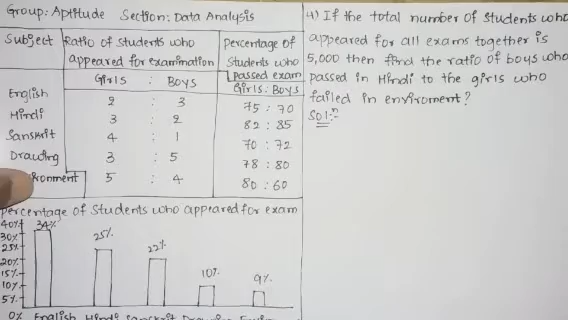 Group: Aptitude Section: Data Analysis
Subject
Ratio of Students who appeared for examination
Percentage of Students who Passed exam
Girls : Boys
Girls : Boys
English 2 : 3 75 : 70
Hindi 3 : 2 82 : 85
Sanskrit 4 : 1 70 : 72
Drawing 3 : 5 78 : 80
ronment 5 : 4 80 : 60
percentage of Students who appeared for exam
40%
30%
25%
20%
15%
10%
5%
0%
34%
25%
22%
10%
9%
English Hindi Sanskrit Drawing
4) If the total number of Students who
appeared for all exams together is
5,000 then find the ratio of boys who
passed in Hindi to the girls who
failed in enviroment?
Sol:n